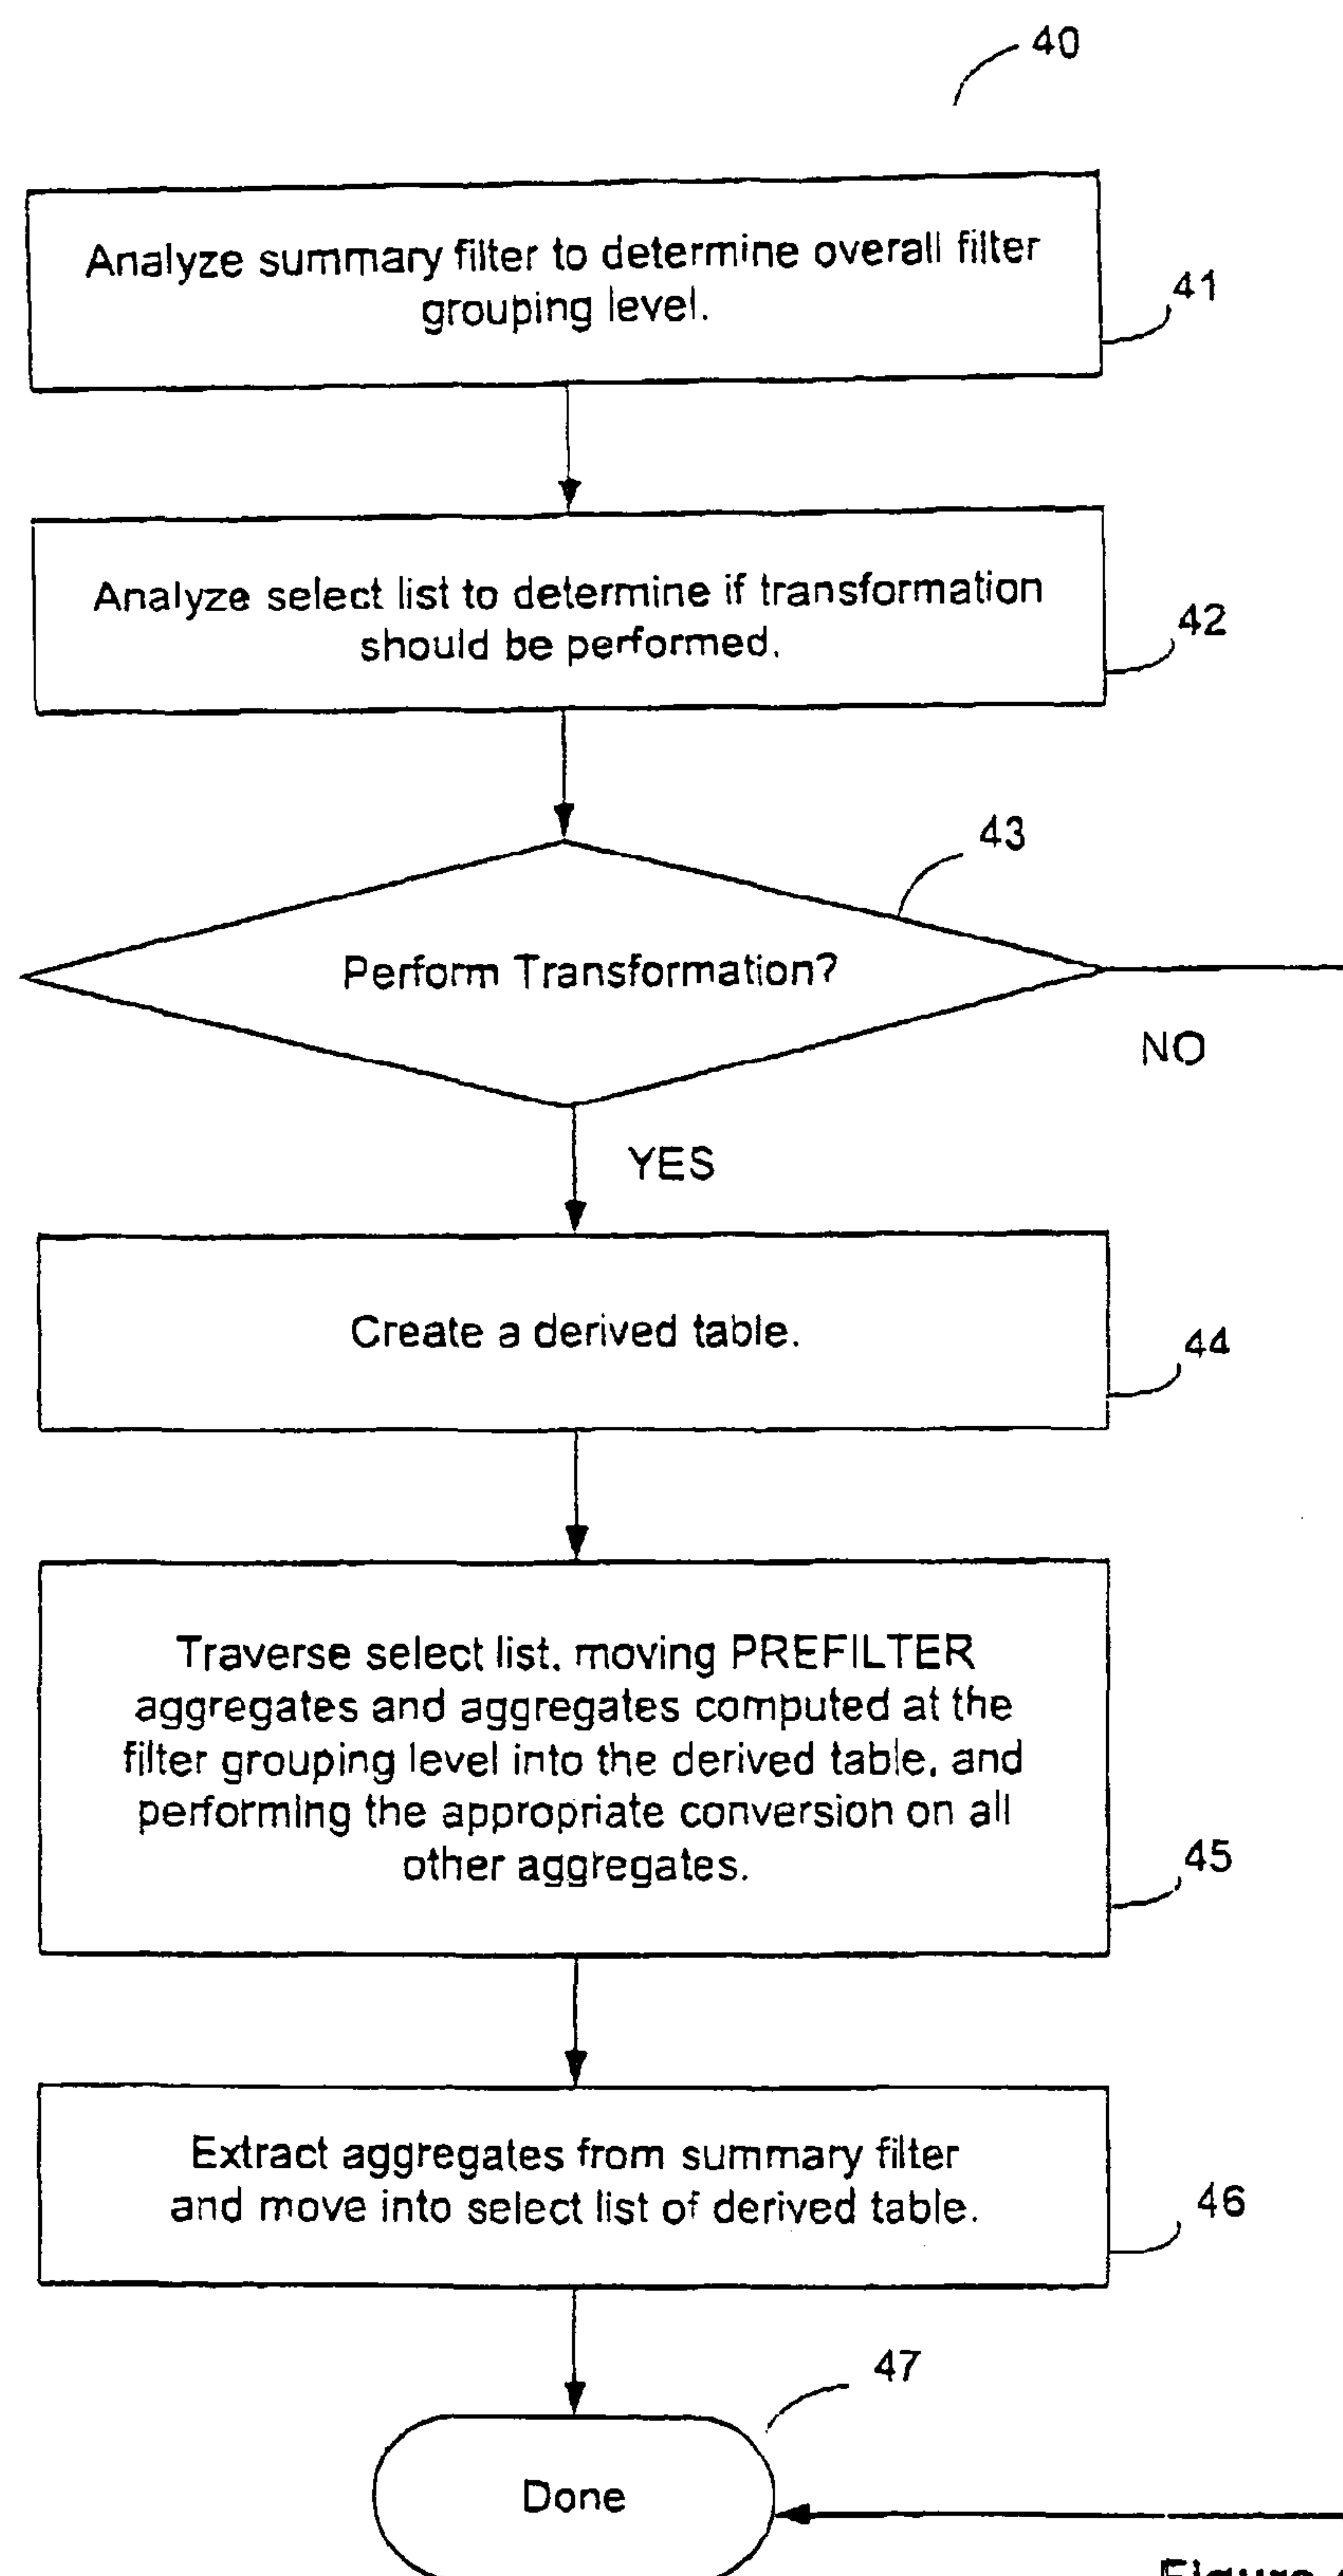 40
Analyze summary filter to determine overall filter
grouping level.
41
Analyze select list to determine if transformation
should be performed.
42
43
Perform Transformation?
NO
YES
Create a derived table.
44
Traverse select list, moving PREFILTER
aggregates and aggregates computed at the
filter grouping level into the derived table, and
performing the appropriate conversion on all
other aggregates.
45
Extract aggregates from summary filter
and move into select list of derived table.
46
47
Done
Figure